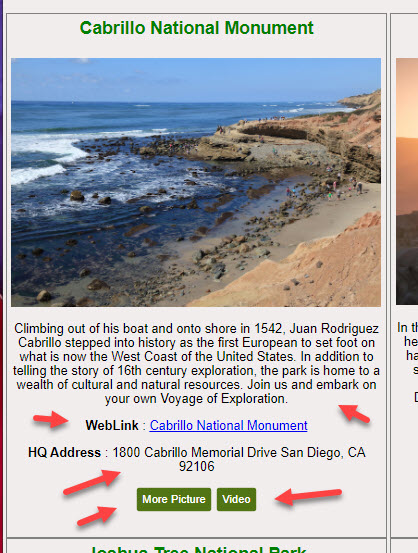 Cabrillo National Monument
Climbing out of his boat and onto shore in 1542, Juan Rodriguez
Cabrillo stepped into history as the first European to set foot on
what is now the West Coast of the United States. In addition to
telling the story of 16th century exploration, the park is home to a
wealth of cultural and natural resources. Join us and embark on
your own Voyage of Exploration.
WebLink : Cabrillo National Monument
HQ Address : 1800 Cabrillo Memorial Drive San Diego, CA
92106
More Picture Video
Joshua Tree National Park
In th